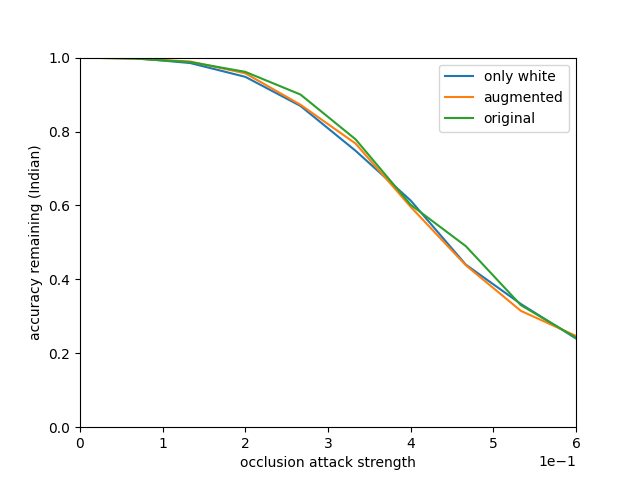 1.0
0.8
0.6
0.4
0.2
0.0
accuracy remaining (Indian)
only white
augmented
original
0 1 2 3 4 5 6
1e−1
occlusion attack strength